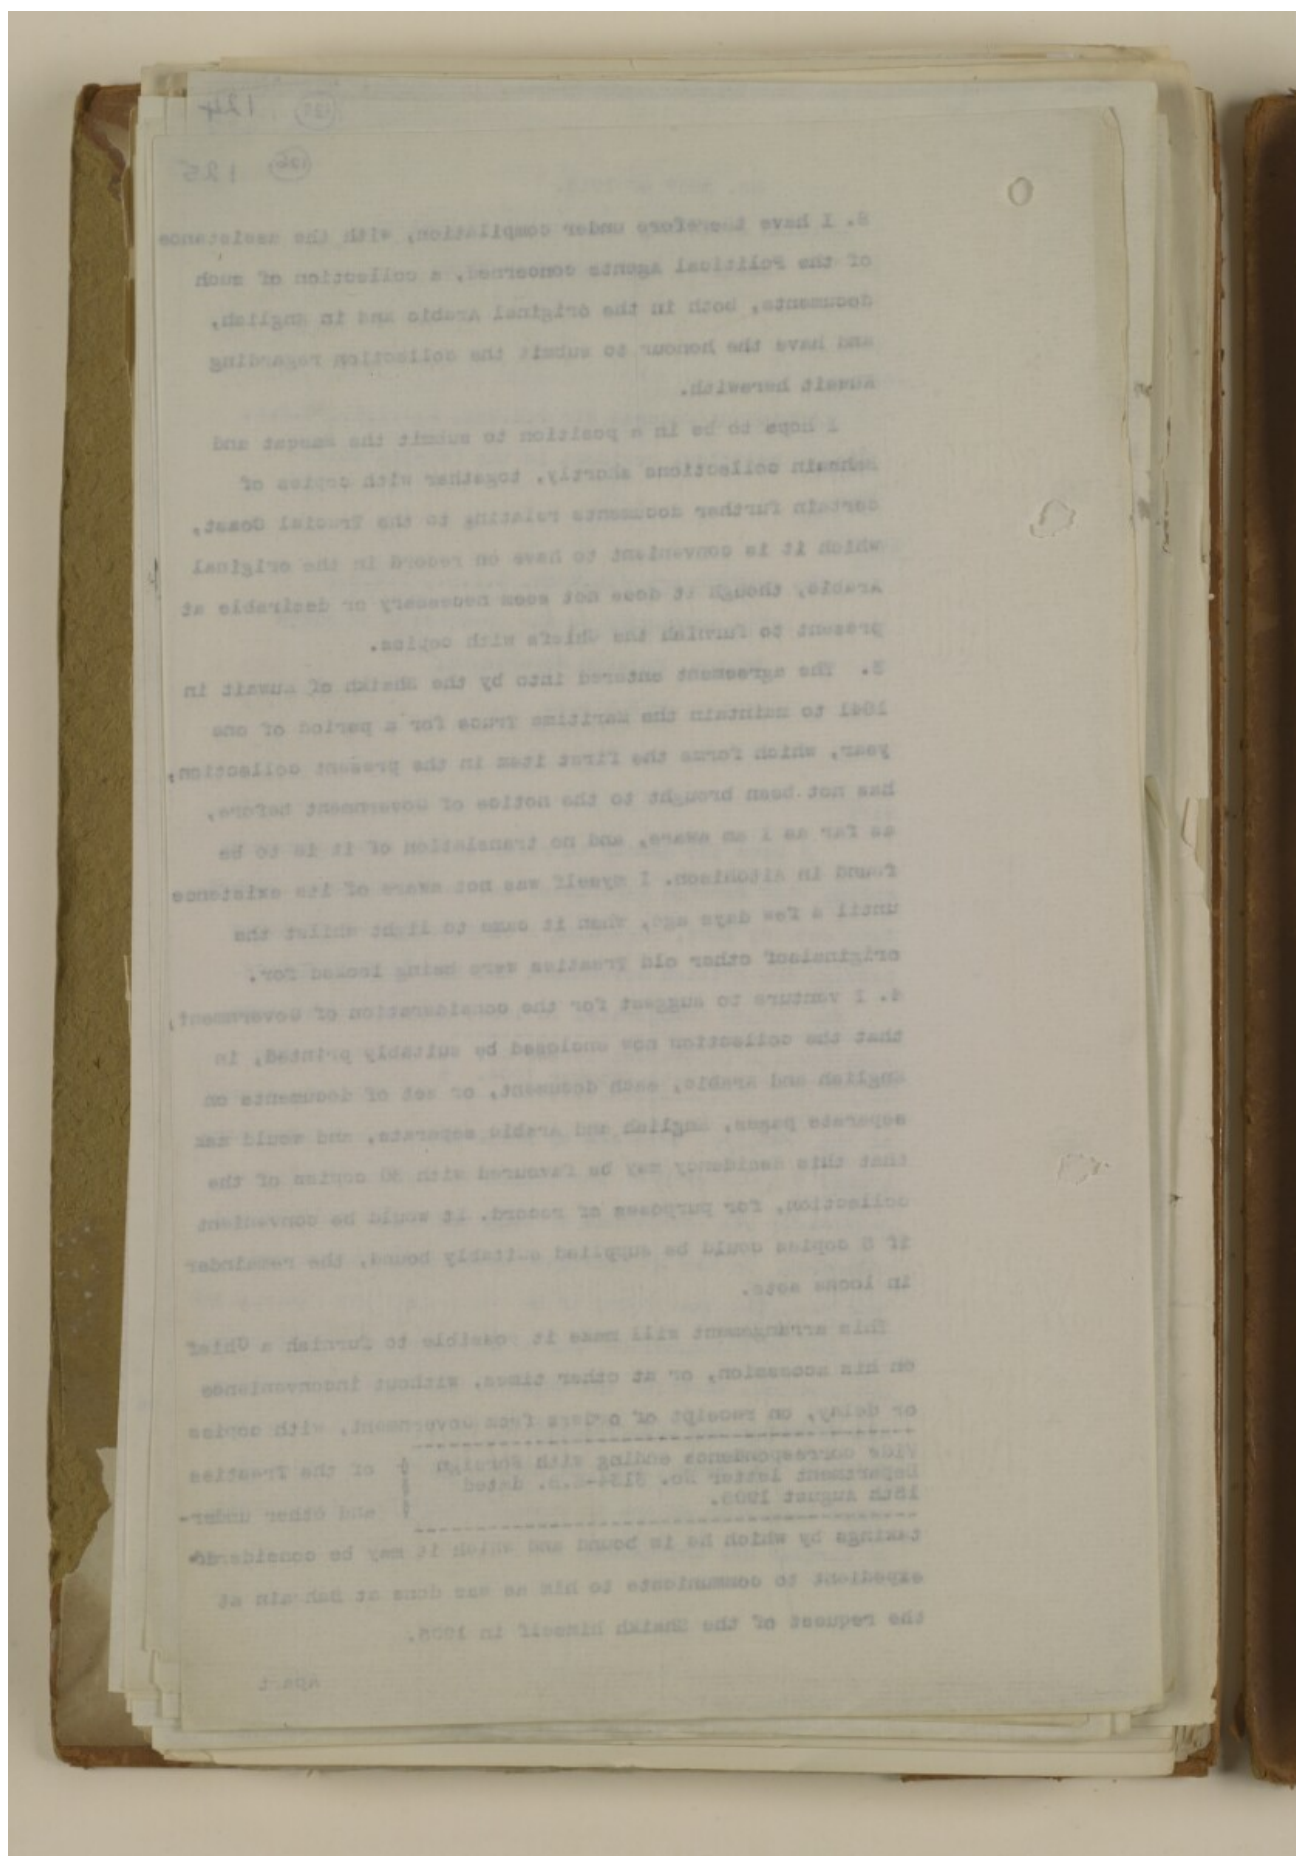 124
125
2. I have therefore under compilation, with the assistance
of the Political Agents concerned, a collection of such
documents, both in the original Arabic and in English,
and have the honour to submit the collection regarding
Kuwait herewith.
I hope to be in a position to submit the Masqat and
Bahrain collections shortly, together with copies of
certain further documents relating to the Trucial Coast,
which it is convenient to have on record in the original
Arabic, though it does not seem necessary or desirable at
present to furnish the Chiefs with copies.
3. The agreement entered into by the Shaikh of Kuwait in
1841 to maintain the Maritime Truce for a period of one
year, which forms the first item in the present collection,
has not been brought to the notice of Government before,
as far as I am aware, and no translation of it is to be
found in Aitchison. I myself was not aware of its existence
until a few days ago, when it came to light whilst the
originalsof other old Treaties were being looked for.
4. I venture to suggest for the consideration of Government,
that the collection now enclosed be suitably printed, in
English and Arabic, each document, or set of documents on
separate pages, English and Arabic separate, and would ask
that this Residency may be favoured with 30 copies of the
collection, for purposes of record. It would be convenient
if 8 copies could be supplied suitably bound, the remainder
in loose sets.
This arrangement will make it possible to furnish a Chief
on his accession, or at other times, without inconvenience
or delay, on receipt of orders from Government, with copies
Vide correspondence ending with Foreign
Department letter No. dated
18th August
of the Treaties
and other under-
takings by which he is bound and which it may be considered
expedient to communicate to him as was done at Bahrain at
the request of the Shaikh himself in
Apart